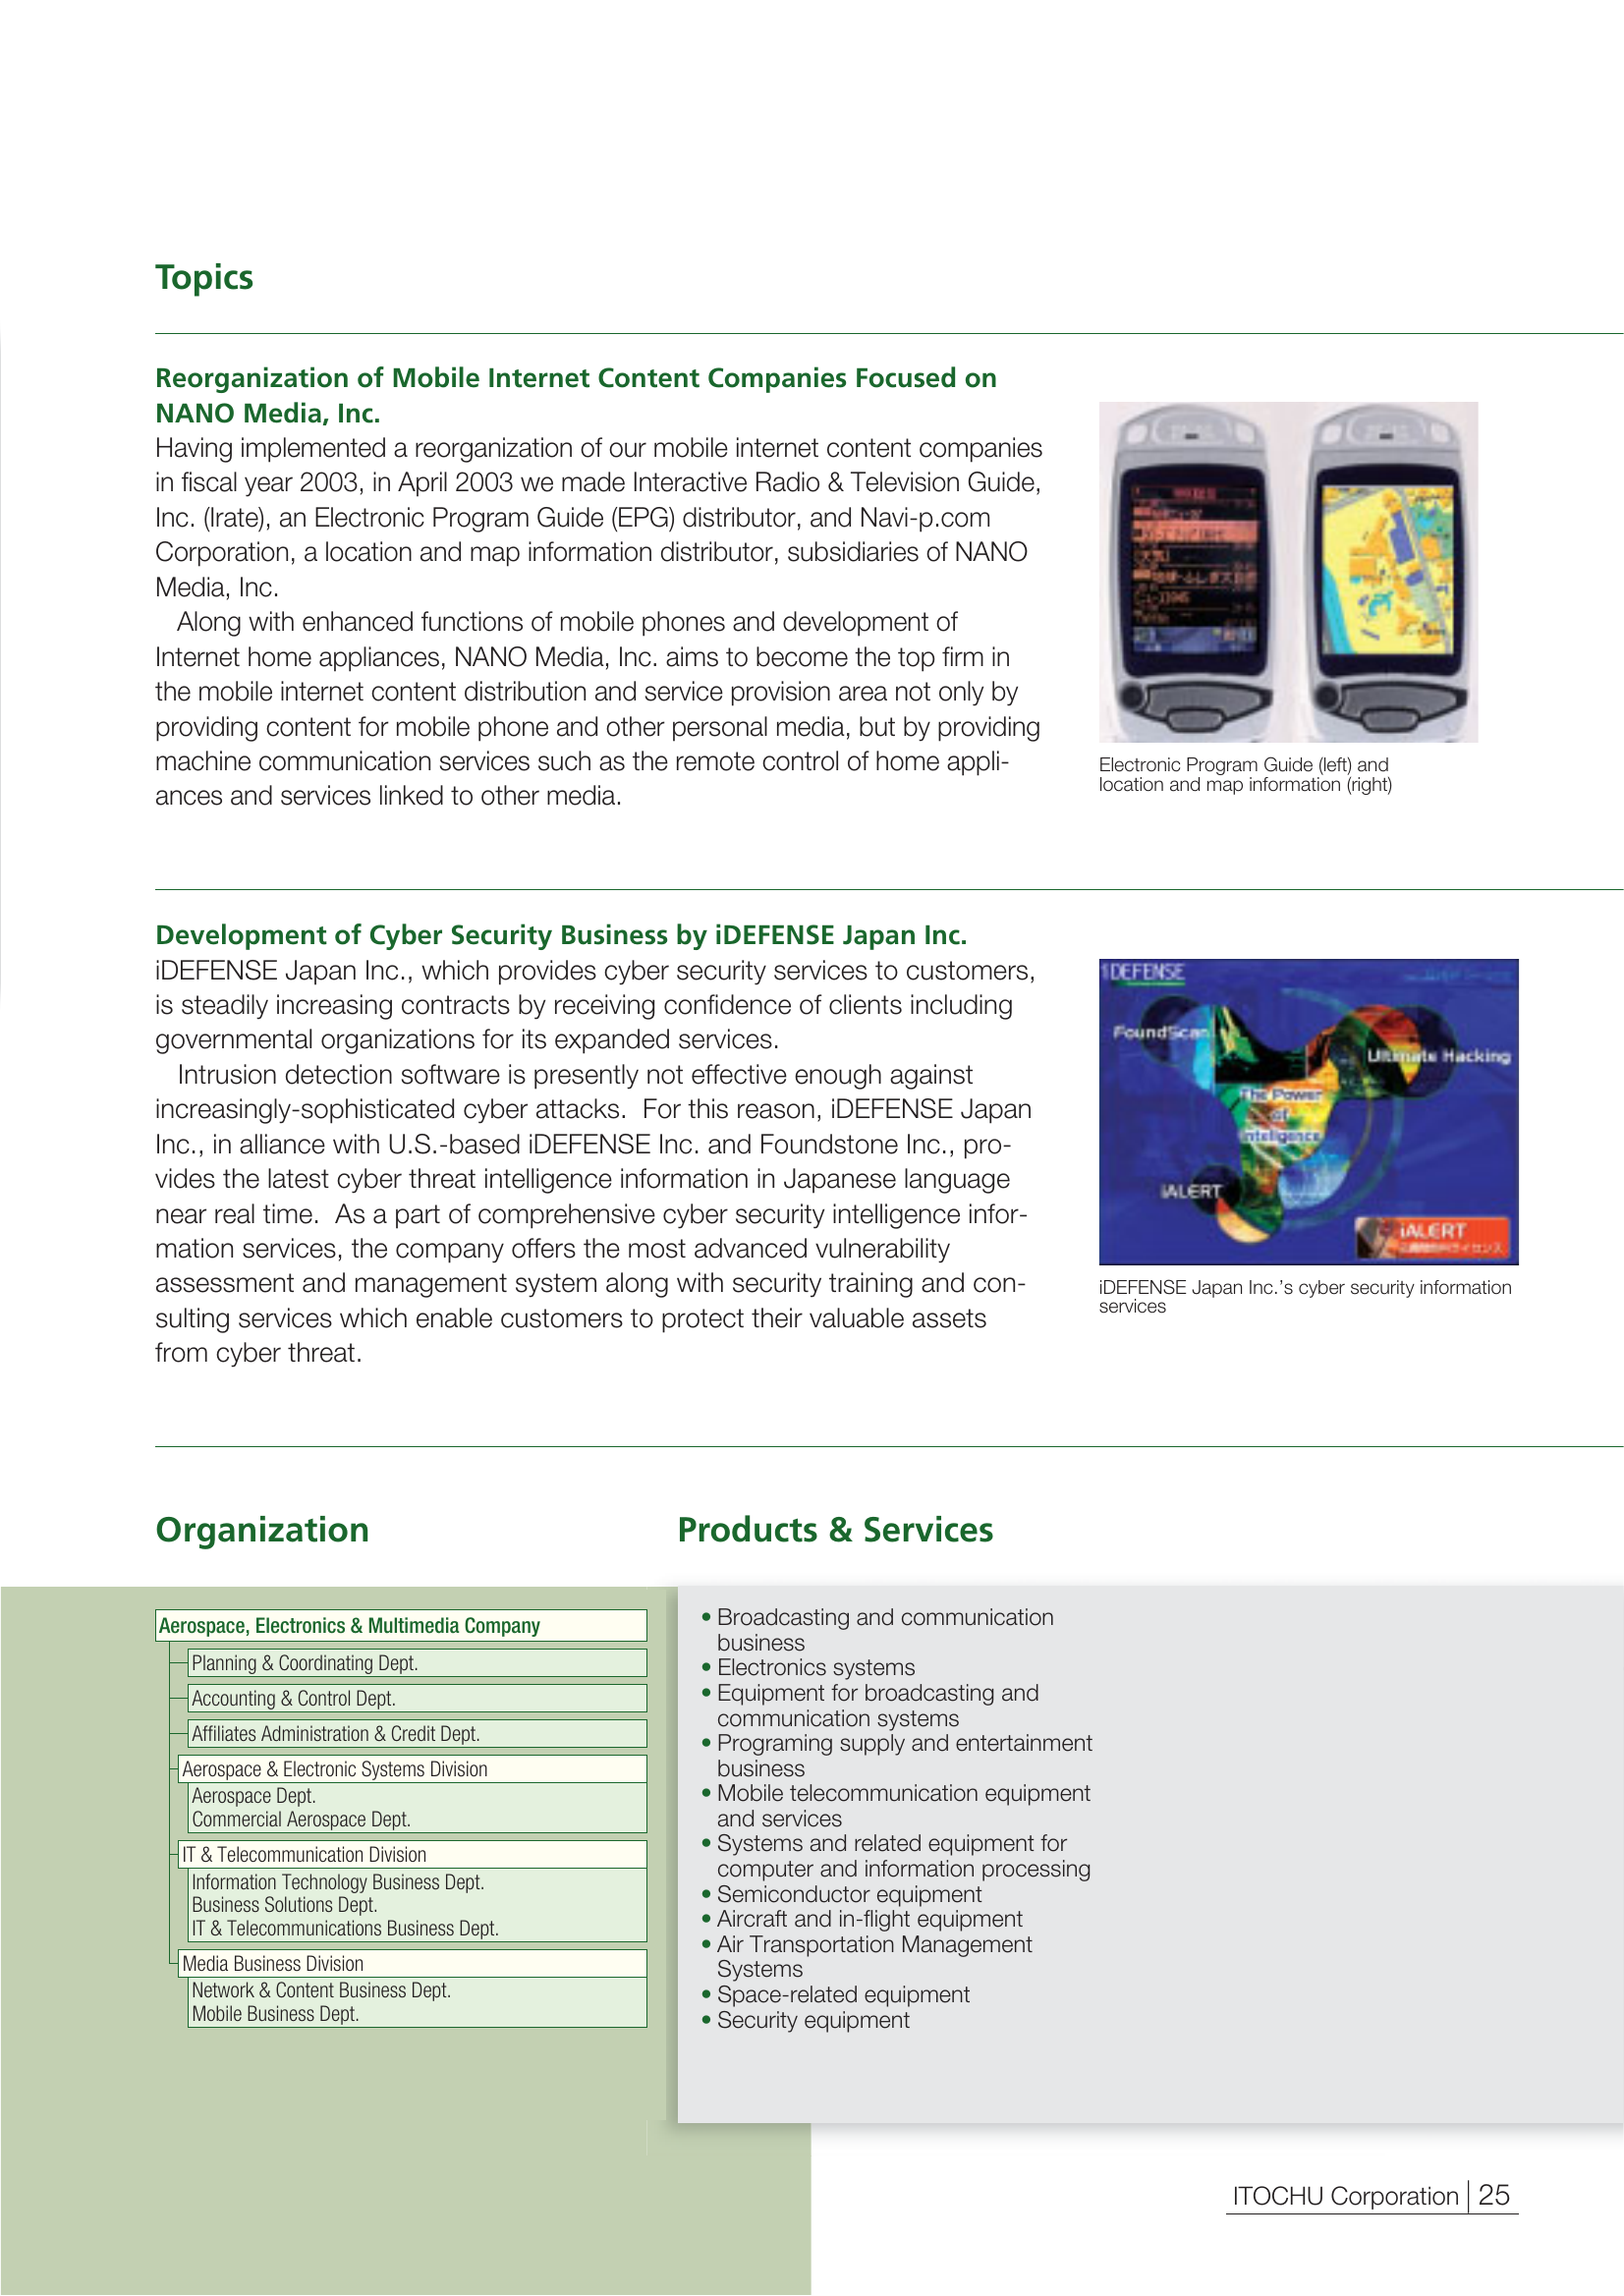 Topics
Reorganization of Mobile Internet Content Companies Focused on
NANO Media, Inc.
Having implemented a reorganization of our mobile internet content companies
in fiscal year 2003, in April 2003 we made Interactive Radio & Television Guide,
Inc. (Irate), an Electronic Program Guide (EPG) distributor, and Navi-p.com
Corporation, a location and map information distributor, subsidiaries of NANO
Media, Inc.
Along with enhanced functions of mobile phones and development of
Internet home appliances, NANO Media, Inc. aims to become the top firm in
the mobile internet content distribution and service provision area not only by
providing content for mobile phone and other personal media, but by providing
machine communication services such as the remote control of home appli-
ances and services linked to other media.
Electronic Program Guide (left) and
location and map information (right)
Development of Cyber Security Business by iDEFENSE Japan Inc.
iDEFENSE Japan Inc., which provides cyber security services to customers,
is steadily increasing contracts by receiving confidence of clients including
governmental organizations for its expanded services.
Intrusion detection software is presently not effective enough against
increasingly-sophisticated cyber attacks.  For this reason, iDEFENSE Japan
Inc., in alliance with U.S.-based iDEFENSE Inc. and Foundstone Inc., pro-
vides the latest cyber threat intelligence information in Japanese language
near real time.  As a part of comprehensive cyber security intelligence infor-
mation services, the company offers the most advanced vulnerability
assessment and management system along with security training and con-
sulting services which enable customers to protect their valuable assets
from cyber threat.
iDEFENSE
FoundScan
Ultimate Hacking
The Power
of
Intelligence
iALERT
iALERT
iDEFENSE Japan Inc.'s cyber security information
services
Organization
Aerospace, Electronics & Multimedia Company
Planning & Coordinating Dept.
Accounting & Control Dept.
Affiliates Administration & Credit Dept.
Aerospace & Electronic Systems Division
Aerospace Dept.
Commercial Aerospace Dept.
IT & Telecommunication Division
Information Technology Business Dept.
Business Solutions Dept.
IT & Telecommunications Business Dept.
Media Business Division
Network & Content Business Dept.
Mobile Business Dept.
Products & Services
• Broadcasting and communication
business
• Electronics systems
• Equipment for broadcasting and
communication systems
• Programing supply and entertainment
business
• Mobile telecommunication equipment
and services
• Systems and related equipment for
computer and information processing
• Semiconductor equipment
• Aircraft and in-flight equipment
• Air Transportation Management
Systems
• Space-related equipment
• Security equipment
ITOCHU Corporation 25